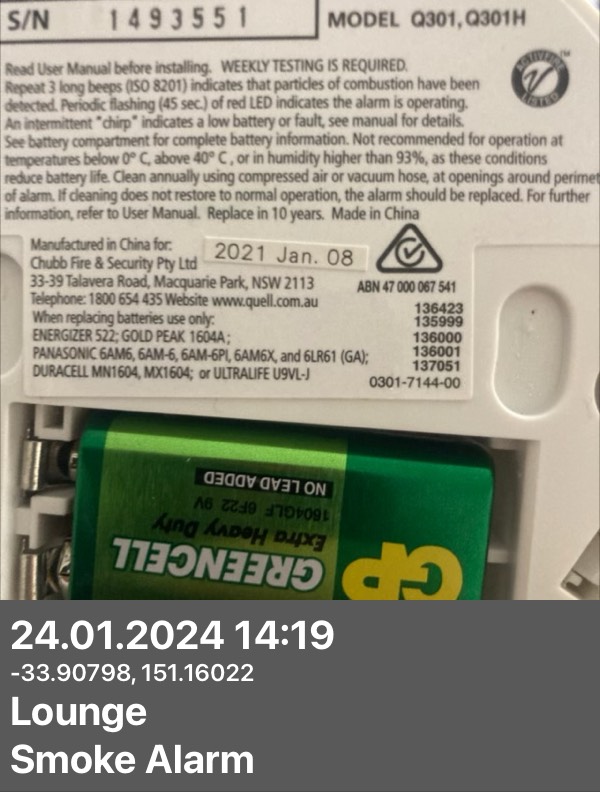 S/N 1493551 MODEL Q301, Q301H
Read User Manual before installing. WEEKLY TESTING IS REQUIRED.
Repeat 3 long beeps (ISO 8201) indicates that particles of combustion have been
detected. Periodic flashing (45 sec.) of red LED indicates the alarm is operating.
An intermittent "chirp" indicates a low battery or fault, see manual for details.
See battery compartment for complete battery information. Not recommended for operation at
temperatures below 0° C, above 40° C, or in humidity higher than 93%, as these conditions
reduce battery life. Clean annually using compressed air or vacuum hose, at openings around perimet
of alarm. If cleaning does not restore to normal operation, the alarm should be replaced. For further
information, refer to User Manual. Replace in 10 years. Made in China
ACTIVFIRE
LISTED
TM
Manufactured in China for:
2021 Jan. 08
Chubb Fire & Security Pty Ltd
33-39 Talavera Road, Macquarie Park, NSW 2113
Telephone: 1800 654 435 Website www.quell.com.au
When replacing batteries use only:
ENERGIZER 522; GOLD PEAK 1604A;
PANASONIC 6AM6, 6AM-6, 6AM-6PI, 6AM6X, and 6LR61 (GA);
DURACELL MN1604, MX1604; or ULTRALIFE U9VL-J
ABN 47 000 067 541
136423
135999
136000
136001
137051
0301-7144-00
NO LEAD ADDED
1604GLF 6F22 9V
Extra Heavy Duty
GREENCELL
GP
24.01.2024 14:19
-33.90798, 151.16022
Lounge
Smoke Alarm